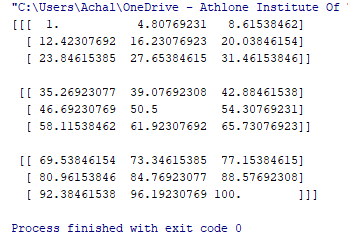 "C:\Users\Achal\OneDrive - Athlone Institute Of
[[[ 1. 4.80769231 8.61538462]
[ 12.42307692 16.23076923 20.03846154]
[ 23.84615385 27.65384615 31.46153846]]
[[ 35.26923077 39.07692308 42.88461538]
[ 46.69230769 50.5 54.30769231]
[ 58.11538462 61.92307692 65.73076923]]
[[ 69.53846154 73.34615385 77.15384615]
[ 80.96153846 84.76923077 88.57692308]
[ 92.38461538 96.19230769 100. ]]]
Process finished with exit code 0